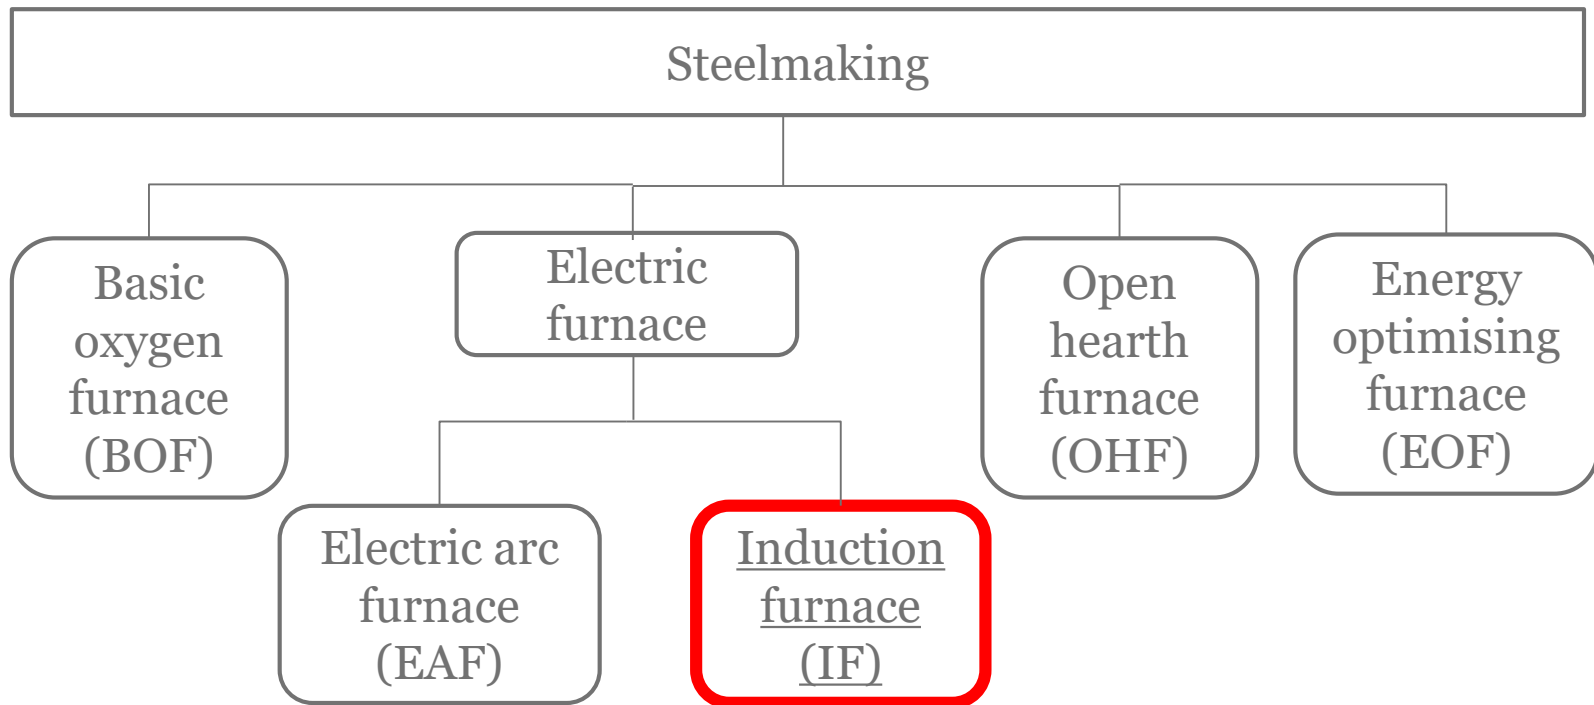 Steelmaking
Basic
oxygen
furnace
(BOF)
Electric
furnace
Open
hearth
furnace
(OHF)
Energy
optimising
furnace
(EOF)
Electric arc
furnace
(EAF)
Induction
furnace
(IF)